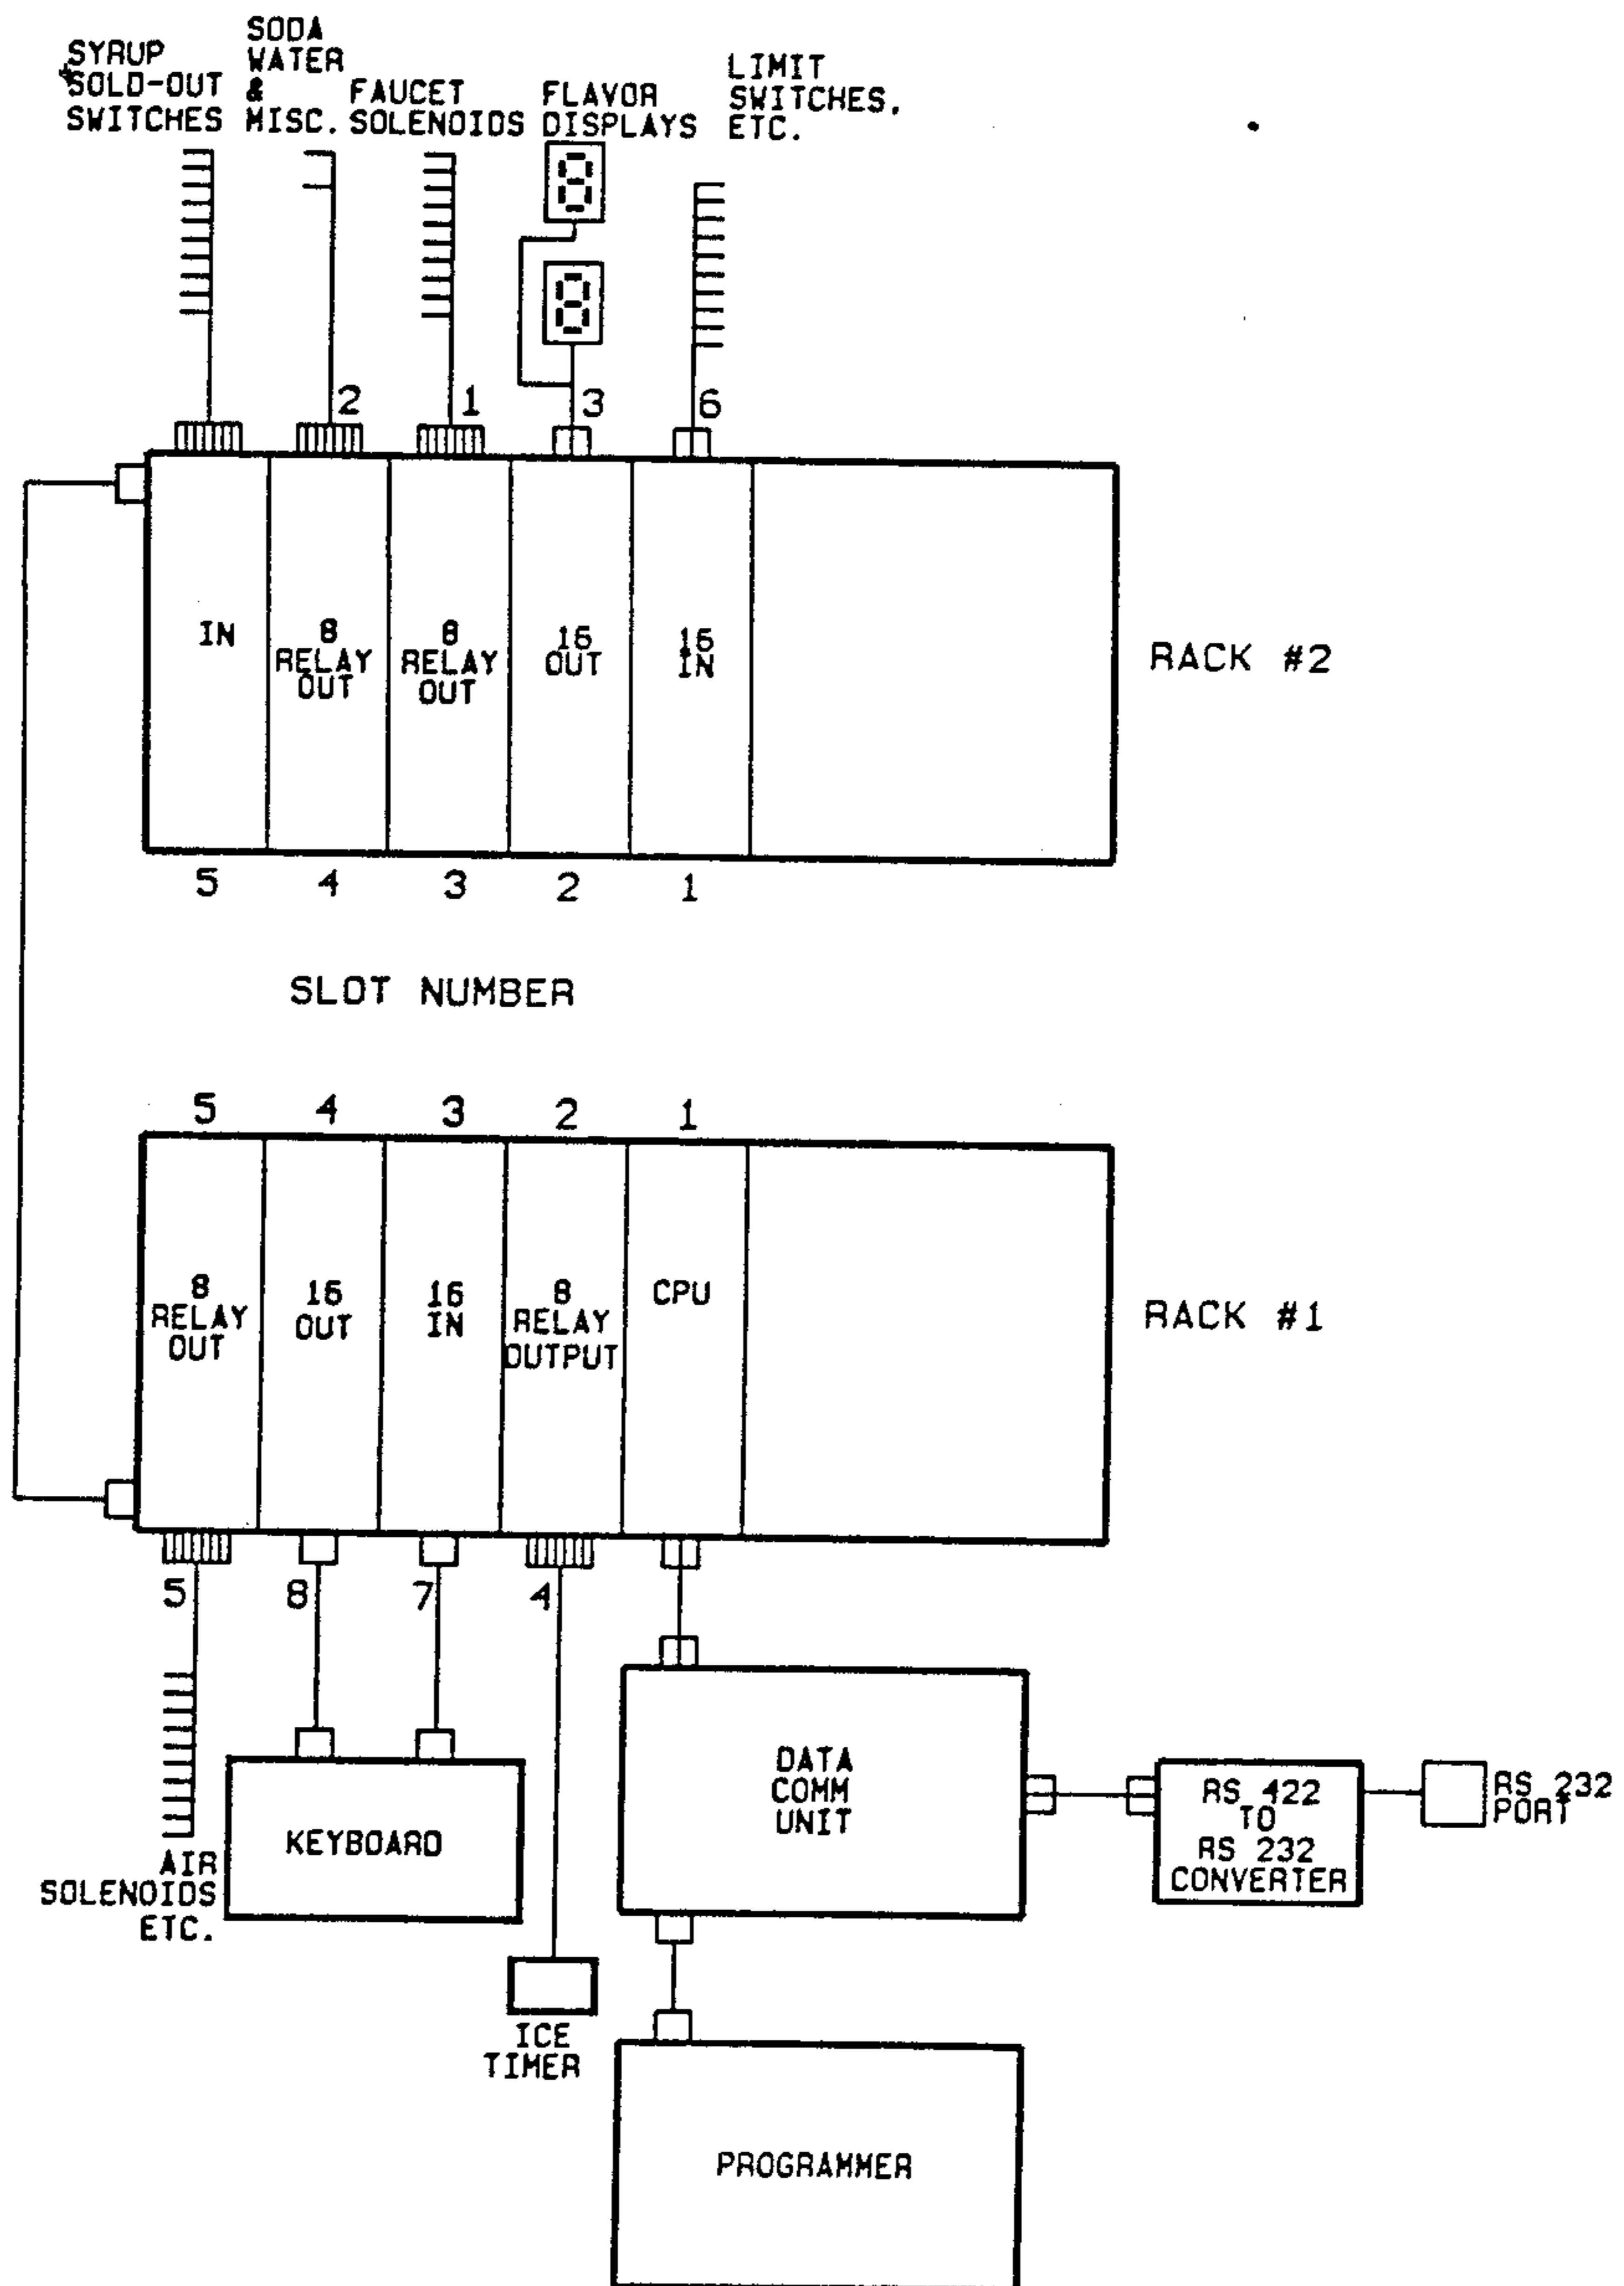 SYRUP
SOLD-OUT
SWITCHES
SODA
WATER
&
MISC.
FAUCET
SOLENOIDS
FLAVOR
DISPLAYS
LIMIT
SWITCHES,
ETC.
8
8
2
1
3
6
IN
8
RELAY
OUT
8
RELAY
OUT
16
OUT
16
IN
RACK #2
5
4
3
2
1
SLOT NUMBER
5
4
3
2
1
8
RELAY
OUT
16
OUT
16
IN
8
RELAY
OUTPUT
CPU
RACK #1
5
8
7
4
AIR
SOLENOIDS
ETC.
KEYBOARD
ICE
TIMER
DATA
COMM
UNIT
RS 422
TO
RS 232
CONVERTER
RS 232
PORT
PROGRAMMER